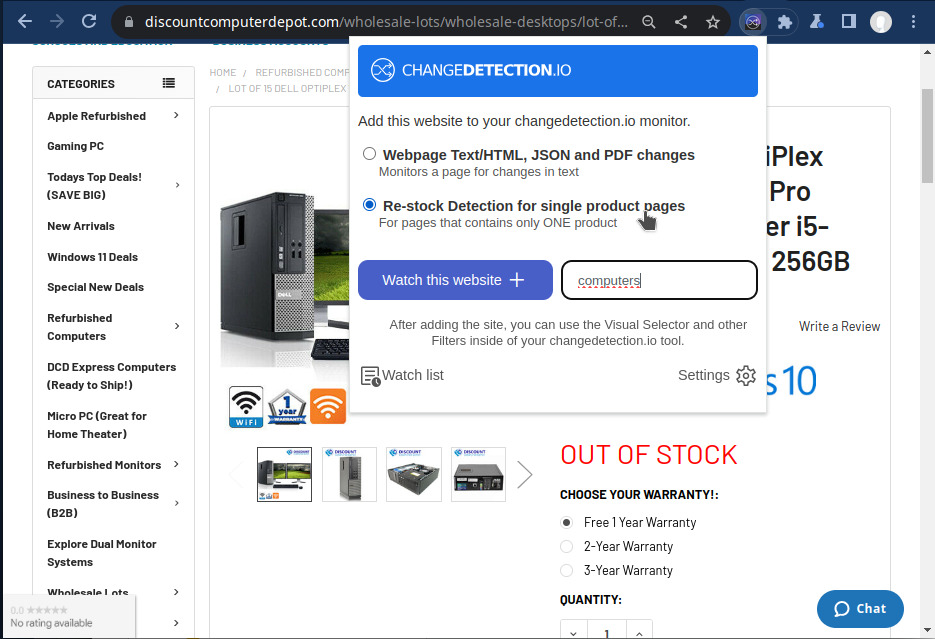 discountcomputerdepot.com/wholesale-lots/wholesale-desktops/lot-of...
CHANGEDETECTION.IO
Add this website to your changedetection.io monitor.
Webpage Text/HTML, JSON and PDF changes
Monitors a page for changes in text
Re-stock Detection for single product pages
For pages that contains only ONE product
Watch this website
computers
After adding the site, you can use the Visual Selector and other
Filters inside of your changedetection.io tool.
Watch list
Settings
CATEGORIES
Apple Refurbished
Gaming PC
Todays Top Deals!
(SAVE BIG)
New Arrivals
Windows 11 Deals
Special New Deals
Refurbished
Computers
DCD Express Computers
(Ready to Ship!)
Micro PC (Great for
Home Theater)
Refurbished Monitors
Business to Business
(B2B)
Explore Dual Monitor
Systems
Wholesale Lots
0.0
No rating available
HOME / REFURBISHED COMP
/ LOT OF 15 DELL OPTIPLEX
DELL
WiFi
1
year
WARRANTY
DISCOUNT
DISCOUNT
DISCOUNT
DISCOUNT
iPlex
Pro
er i5-
256GB
Write a Review
s 10
OUT OF STOCK
CHOOSE YOUR WARRANTY!:
Free 1 Year Warranty
2-Year Warranty
3-Year Warranty
QUANTITY:
1
Chat